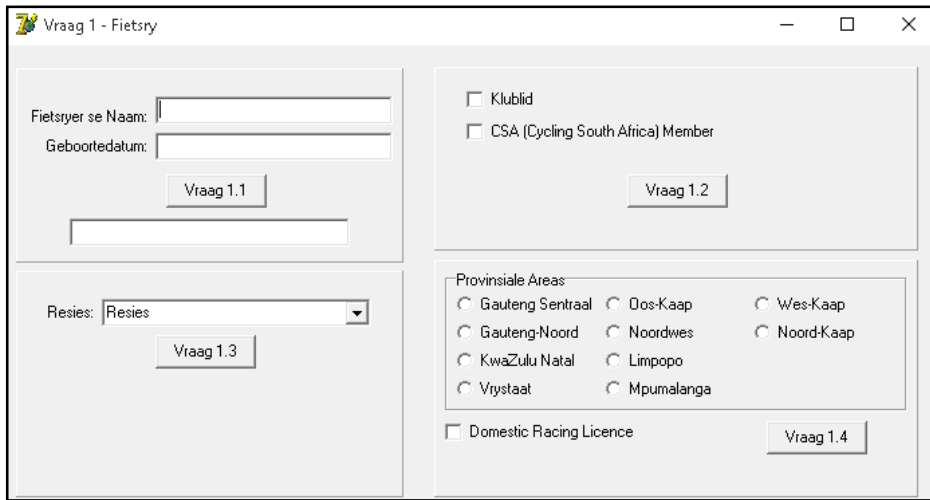 Vraag 1 - Fietsry
Fietsryer se Naam:
Geboortedatum:
Vraag 1.1
Klublid
CSA (Cycling South Africa) Member
Vraag 1.2
Resies: Resies
Vraag 1.3
Provinsiale Areas
Gauteng Sentraal Oos-Kaap Wes-Kaap
Gauteng-Noord Noordwes Noord-Kaap
KwaZulu Natal Limpopo
Vrystaat Mpumalanga
Domestic Racing Licence
Vraag 1.4